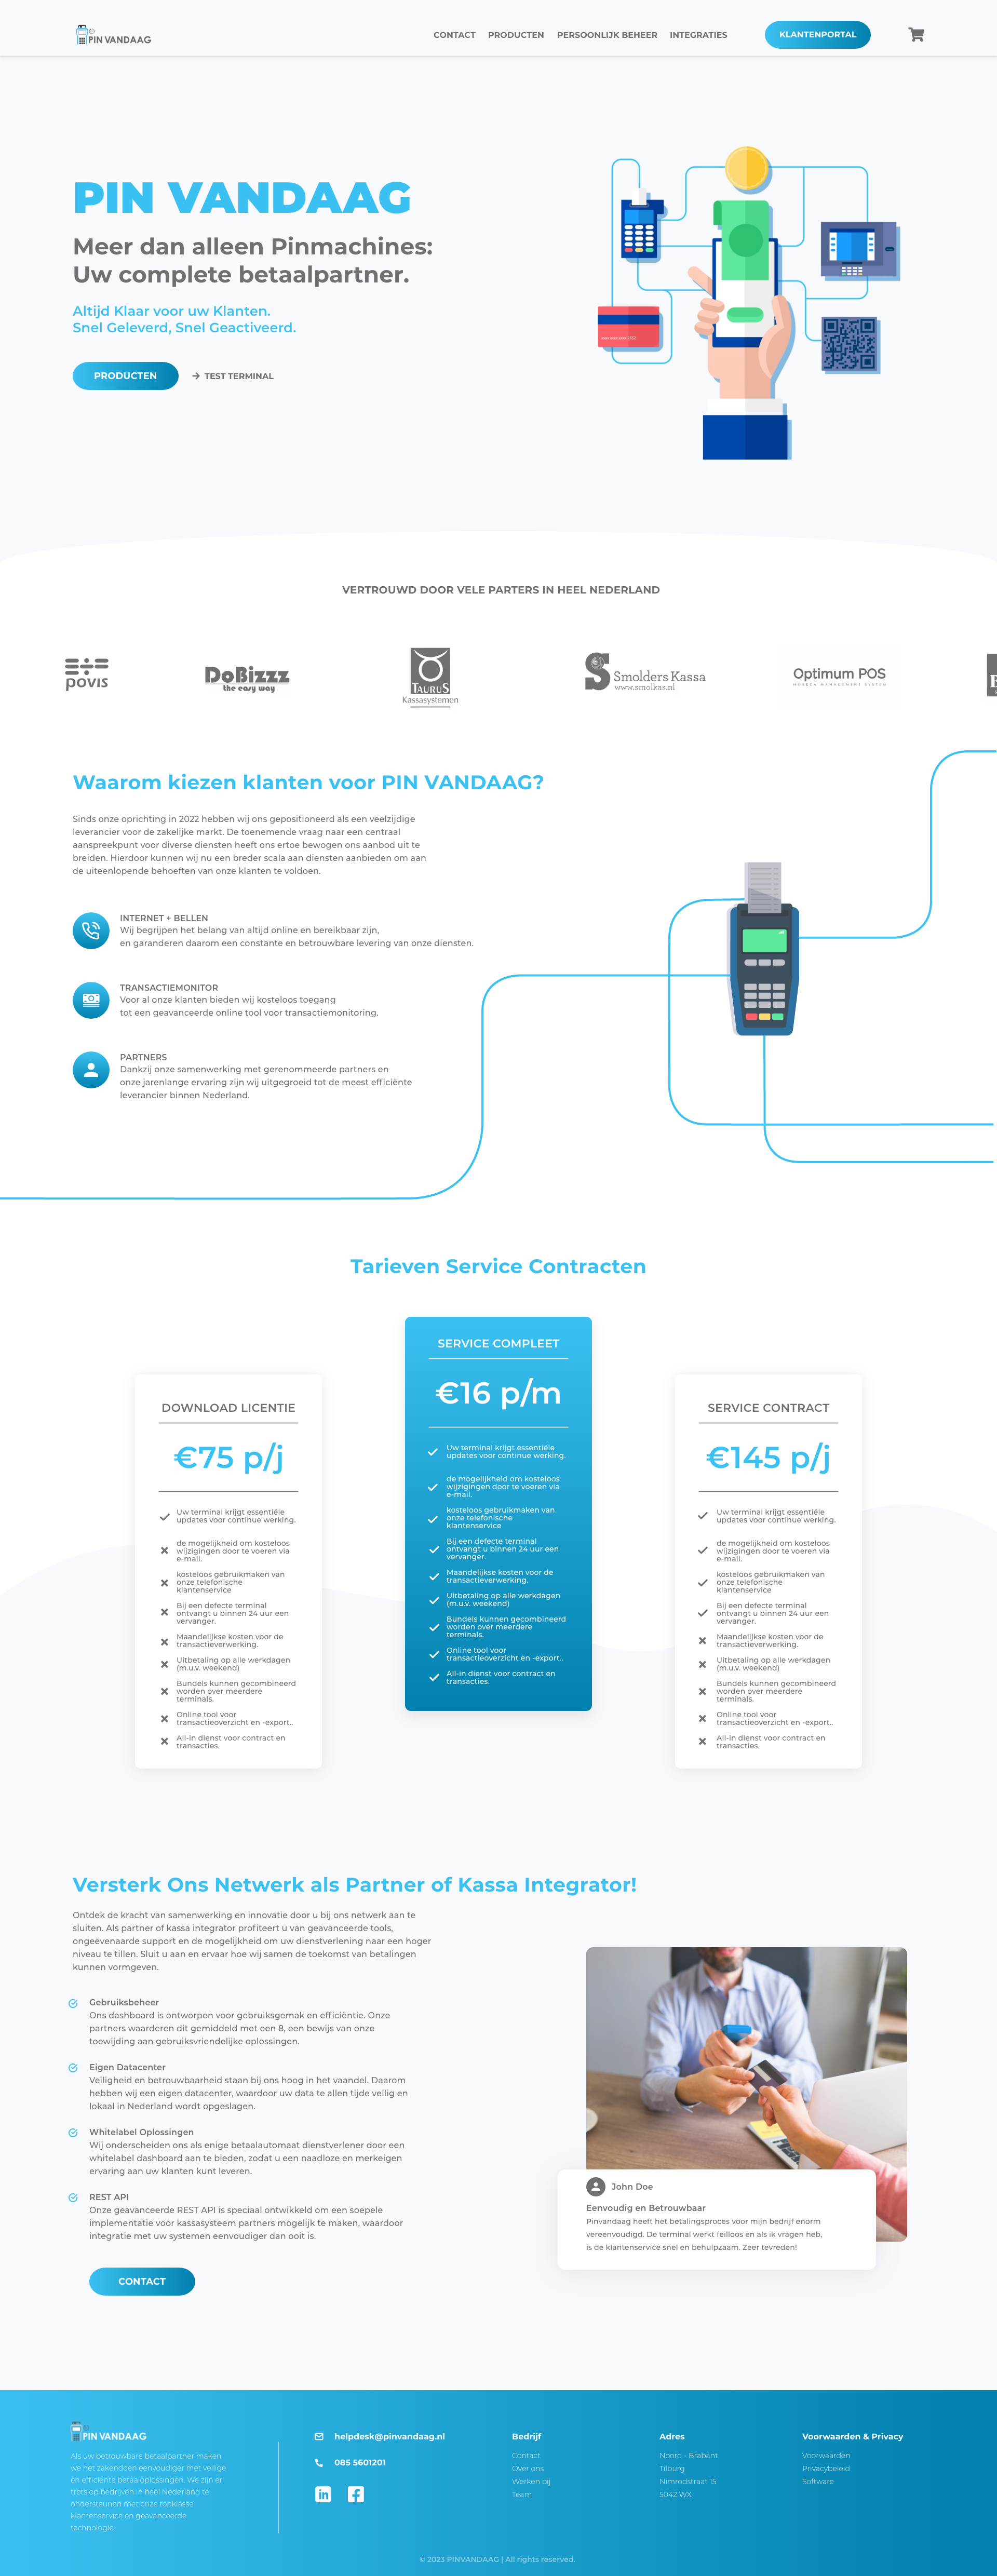 PIN VANDAAG
CONTACT PRODUCTEN PERSOONLIJK BEHEER INTEGRATIES KLANTENPORTAL
PIN VANDAAG
Meer dan alleen Pinmachines:
Uw complete betaalpartner.
Altijd Klaar voor uw Klanten.
Snel Geleverd, Snel Geactiveerd.
PRODUCTEN
TEST TERMINAL
VERTROUWD DOOR VELE PARTERS IN HEEL NEDERLAND
povis
DoBizzz
the easy way
TAURUS
Kassasystemen
Smolders Kassa
www.smolkas.nl
Optimum POS
HORECA MANAGEMENT SYSTEM
Waarom kiezen klanten voor PIN VANDAAG?
Sinds onze oprichting in 2022 hebben wij ons gepositioneerd als een veelzijdige
leverancier voor de zakelijke markt. De toenemende vraag naar een centraal
aanspreekpunt voor diverse diensten heeft ons ertoe bewogen ons aanbod uit te
breiden. Hierdoor kunnen wij nu een breder scala aan diensten aanbieden om aan
de uiteenlopende behoeften van onze klanten te voldoen.
INTERNET + BELLEN
Wij begrijpen het belang van altijd online en bereikbaar zijn,
en garanderen daarom een constante en betrouwbare levering van onze diensten.
TRANSACTIEMONITOR
Voor al onze klanten bieden wij kosteloos toegang
tot een geavanceerde online tool voor transactiemonitoring.
PARTNERS
Dankzij onze samenwerking met gerenommeerde partners en
onze jarenlange ervaring zijn wij uitgegroeid tot de meest efficiënte
leverancier binnen Nederland.
Tarieven Service Contracten
DOWNLOAD LICENTIE
€75 p/j
Uw terminal krijgt essentiële
updates voor continue werking.
de mogelijkheid om kosteloos
wijzigingen door te voeren via
e-mail.
kosteloos gebruikmaken van
onze telefonische
klantenservice
Bij een defecte terminal
ontvangt u binnen 24 uur een
vervanger.
Maandelijkse kosten voor de
transactieverwerking.
Uitbetaling op alle werkdagen
(m.u.v. weekend)
Bundels kunnen gecombineerd
worden over meerdere
terminals.
Online tool voor
transactieoverzicht en -export..
All-in dienst voor contract en
transacties.
SERVICE COMPLEET
€16 p/m
Uw terminal krijgt essentiële
updates voor continue werking.
de mogelijkheid om kosteloos
wijzigingen door te voeren via
e-mail.
kosteloos gebruikmaken van
onze telefonische
klantenservice
Bij een defecte terminal
ontvangt u binnen 24 uur een
vervanger.
Maandelijkse kosten voor de
transactieverwerking.
Uitbetaling op alle werkdagen
(m.u.v. weekend)
Bundels kunnen gecombineerd
worden over meerdere
terminals.
Online tool voor
transactieoverzicht en -export..
All-in dienst voor contract en
transacties.
SERVICE CONTRACT
€145 p/j
Uw terminal krijgt essentiële
updates voor continue werking.
de mogelijkheid om kosteloos
wijzigingen door te voeren via
e-mail.
kosteloos gebruikmaken van
onze telefonische
klantenservice
Bij een defecte terminal
ontvangt u binnen 24 uur een
vervanger.
Maandelijkse kosten voor de
transactieverwerking.
Uitbetaling op alle werkdagen
(m.u.v. weekend)
Bundels kunnen gecombineerd
worden over meerdere
terminals.
Online tool voor
transactieoverzicht en -export..
All-in dienst voor contract en
transacties.
Versterk Ons Netwerk als Partner of Kassa Integrator!
Ontdek de kracht van samenwerking en innovatie door u bij ons netwerk aan te
sluiten. Als partner of kassa integrator profiteert u van geavanceerde tools,
ongeëvenaarde support en de mogelijkheid om uw dienstverlening naar een hoger
niveau te tillen. Sluit u aan en ervaar hoe wij samen de toekomst van betalingen
kunnen vormgeven.
Gebruiksbeheer
Ons dashboard is ontworpen voor gebruiksgemak en efficiëntie. Onze
partners waarderen dit gemiddeld met een 8, een bewijs van onze
toewijding aan gebruiksvriendelijke oplossingen.
Eigen Datacenter
Veiligheid en betrouwbaarheid staan bij ons hoog in het vaandel. Daarom
hebben wij een eigen datacenter, waardoor uw data te allen tijde veilig en
lokaal in Nederland wordt opgeslagen.
Whitelabel Oplossingen
Wij onderscheiden ons als enige betaalautomaat dienstverlener door een
whitelabel dashboard aan te bieden, zodat u een naadloze en merkeigen
ervaring aan uw klanten kunt leveren.
REST API
Onze geavanceerde REST API is speciaal ontwikkeld om een soepele
implementatie voor kassasysteem partners mogelijk te maken, waardoor
integratie met uw systemen eenvoudiger dan ooit is.
CONTACT
John Doe
Eenvoudig en Betrouwbaar
Pinvandaag heeft het betalingsproces voor mijn bedrijf enorm
vereenvoudigd. De terminal werkt feilloos en als ik vragen heb,
is de klantenservice snel en behulpzaam. Zeer tevreden!
PIN VANDAAG
Als uw betrouwbare betaalpartner maken
we het zakendoen eenvoudiger met veilige
en efficiënte betaaloplossingen. We zijn er
trots op bedrijven in heel Nederland te
ondersteunen met onze topklasse
klantenservice en geavanceerde
technologie
helpdesk@pinvandaag.nl
085 5601201
Bedrijf
Contact
Over ons
Werken bij
Team
Adres
Noord - Brabant
Tilburg
Nimrodstraat 15
5042 WX
Voorwaarden & Privacy
Voorwaarden
Privacybeleid
Software
© 2023 PINVANDAAG | All rights reserved.